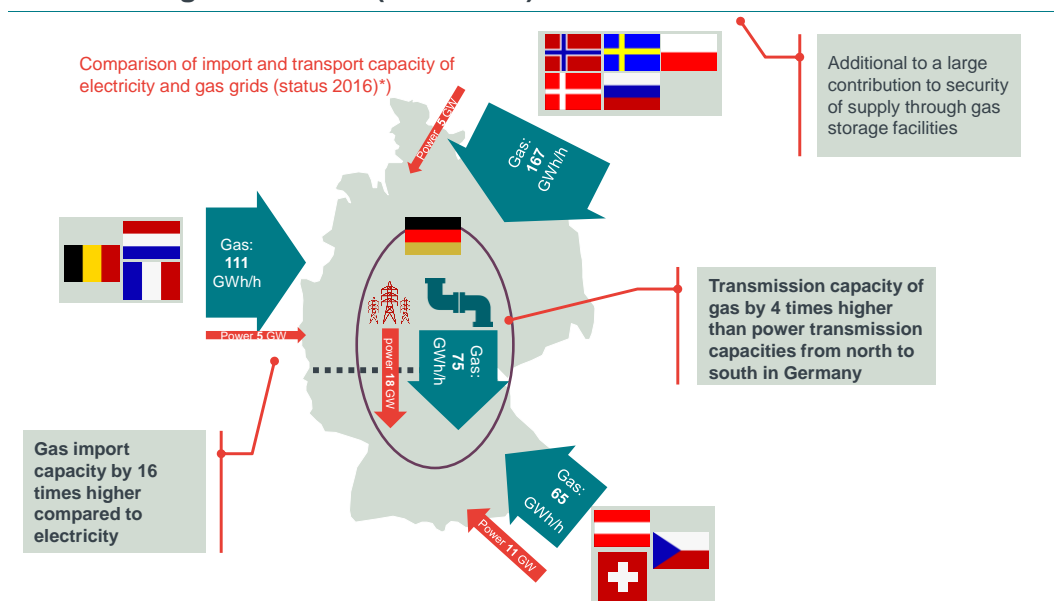 Comparison of import and transport capacity of
electricity and gas grids (status 2016)*)
Additional to a large
contribution to security
of supply through gas
storage facilities
Power 5 GW
Gas:
167
GWh/h
Gas:
111
GWh/h
Power 5 GW
Transmission capacity of
gas by 4 times higher
than power transmission
capacities from north to
south in Germany
power 18 GW
Gas:
75
GWh/h
Gas import
capacity by 16
times higher
compared to
electricity
Gas:
65
GWh/h
Power 11 GW